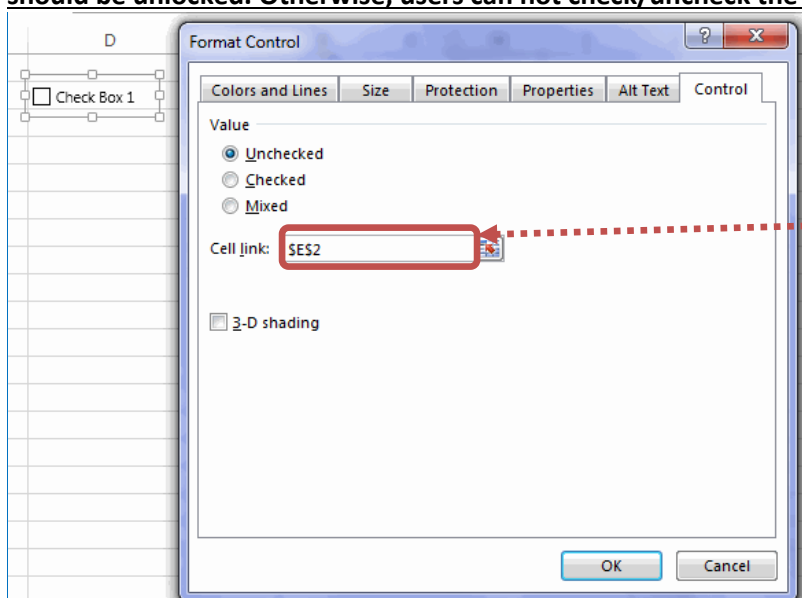 should be unlocked. Otherwise, users can not check/uncheck the
D
Format Control
Check Box 1
Colors and Lines Size Protection Properties Alt Text Control
Value
Unchecked
Checked
Mixed
Cell link: $E$2
3-D shading
OK Cancel